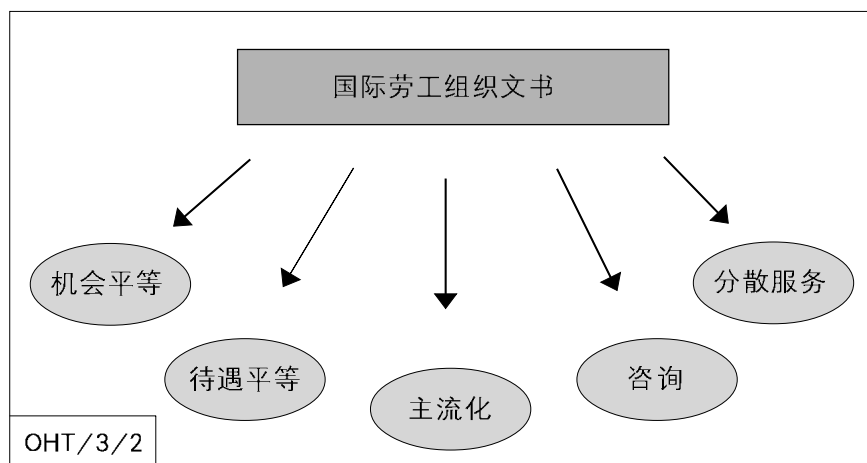 国际劳工组织文书
机会平等
分散服务
待遇平等
主流化
咨询
OHT/3/2